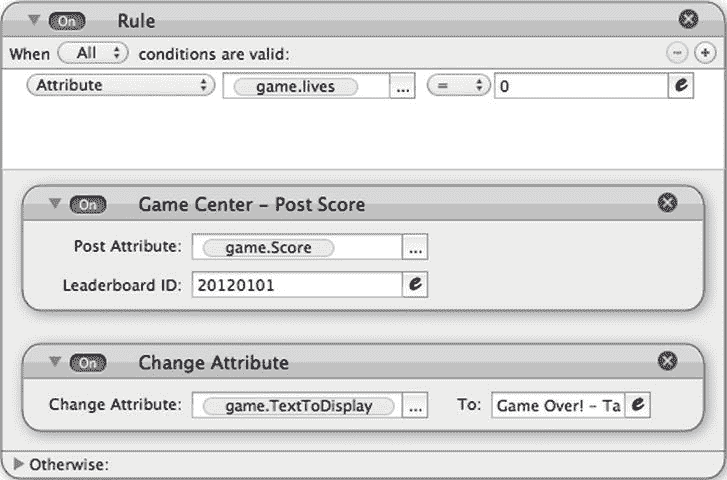 On Rule
When All conditions are valid:
Attribute game.lives ... = 0 e
On Game Center - Post Score
Post Attribute: game.Score ...
Leaderboard ID: 20120101 e
On Change Attribute
Change Attribute: game.TextToDisplay ... To: Game Over! - Ta e
Otherwise: